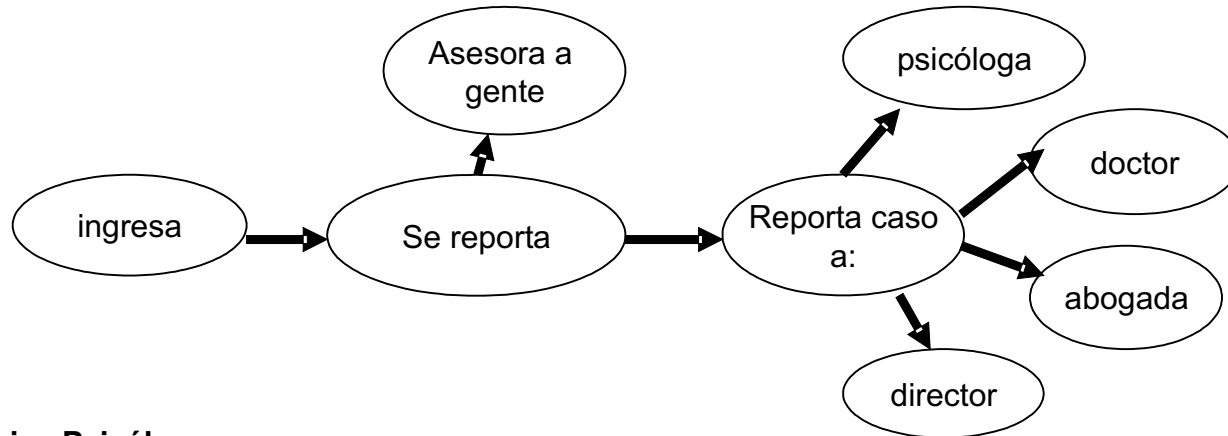 Asesora a
gente
psicóloga
doctor
ingresa
Se reporta
Reporta caso
a:
abogada
director